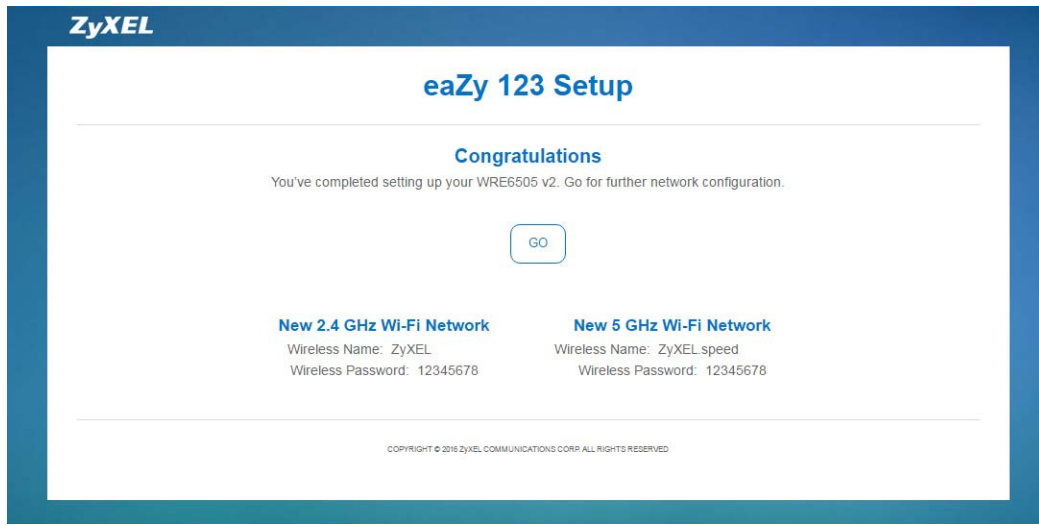 ZyXEL
eaZy 123 Setup
Congratulations
You've completed setting up your WRE6505 v2. Go for further network configuration.
GO
New 2.4 GHz Wi-Fi Network
Wireless Name: ZyXEL
Wireless Password: 12345678
New 5 GHz Wi-Fi Network
Wireless Name: ZyXEL.speed
Wireless Password: 12345678
COPYRIGHT © 2016 ZyXEL COMMUNICATIONS CORP. ALL RIGHTS RESERVED